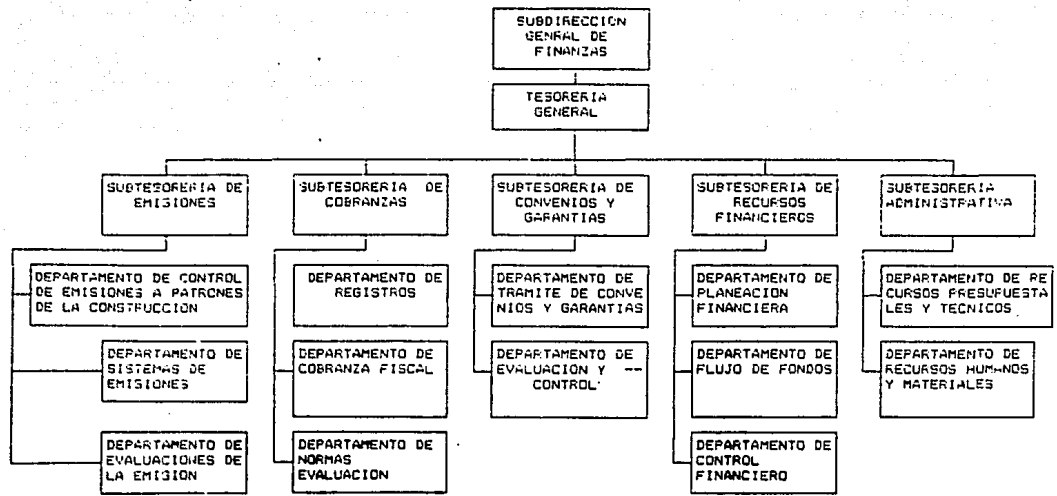 SUBDIRECCION
GENRAL DE
FINANZAS
TESORERIA
GENERAL
SUBTESORERIA DE
EMISIONES
SUBTESORERIA DE
COBRANZAS
SUBTESORERIA DE
CONVENIOS Y
GARANTIAS
SUBTESORERIA DE
RECURSOS
FINANCIEROS
SUBTESORERIA
ADMINISTRATIVA
DEPARTAMENTO DE CONTROL
DE EMISIONES A PATRONES
DE LA CONSTRUCCION
DEPARTAMENTO DE
REGISTROS
DEPARTAMENTO DE
TRAMITE DE CONVE
NIOS Y GARANTIAS
DEPARTAMENTO DE
PLANEACION
FINANCIERA
DEPARTAMENTO DE RE
CURSOS PRESUPUESTA
LES Y TECNICOS
DEPARTAMENTO DE
SISTEMAS DE
EMISIONES
DEPARTAMENTO DE
COBRANZA FISCAL
DEPARTAMENTO DE
EVALUACION Y --
CONTROL
DEPARTAMENTO DE
FLUJO DE FONDOS
DEPARTAMENTO DE
RECURSOS HUMANOS
Y MATERIALES
DEPARTAMENTO DE
EVALUACIONES DE
LA EMISION
DEPARTAMENTO DE
NORMAS
EVALUACION
DEPARTAMENTO DE
CONTROL
FINANCIERO